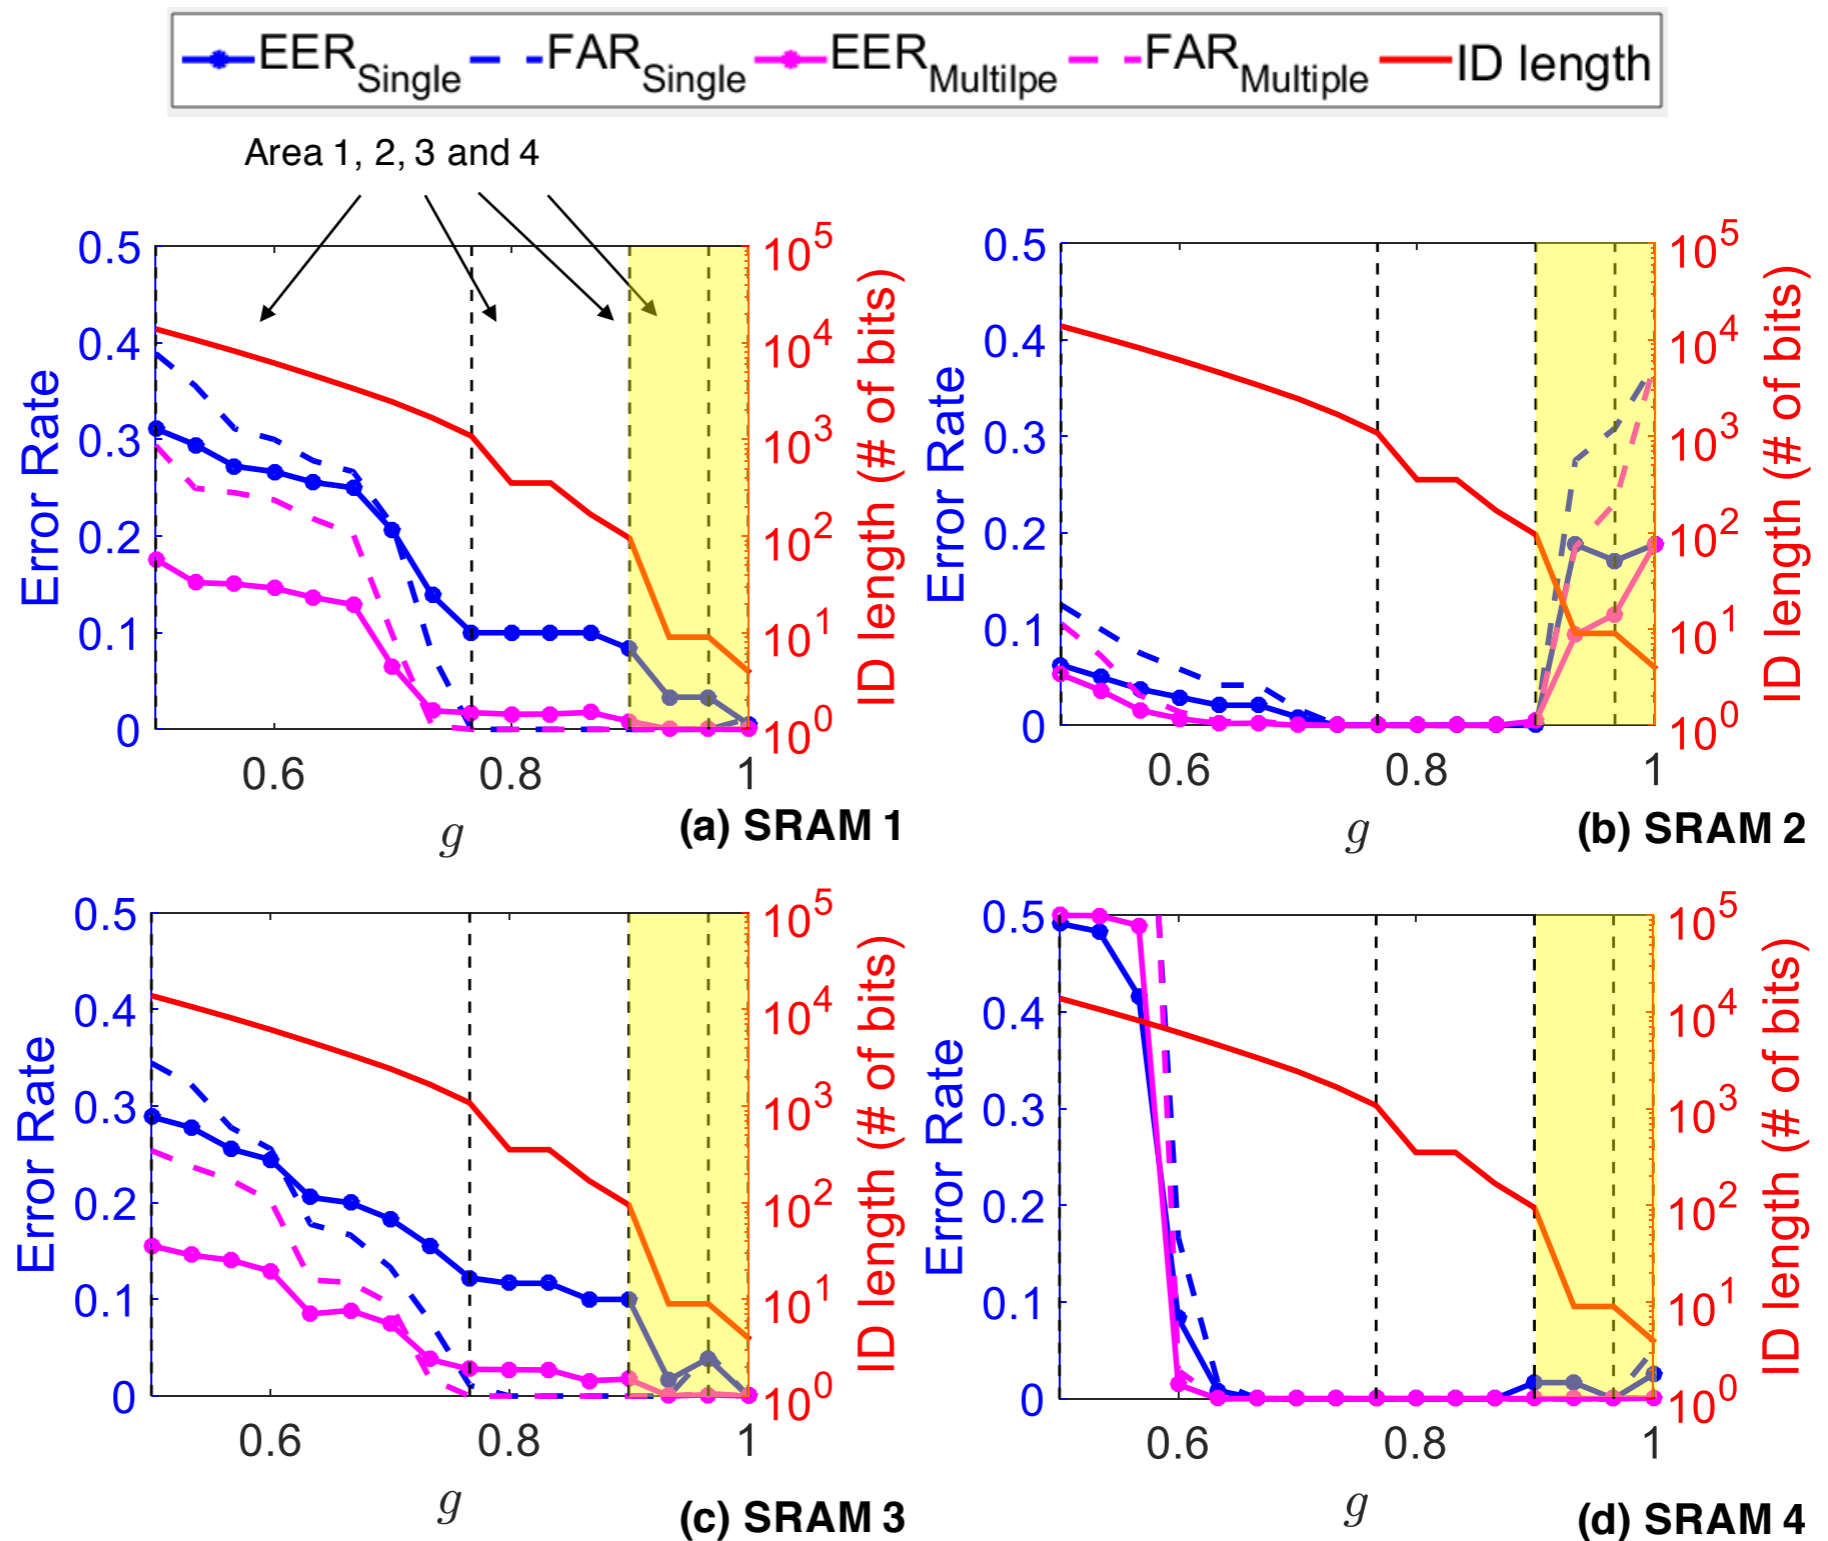 EER_Single FAR_Single EER_Multilpe FAR_Multiple ID length
Area 1, 2, 3 and 4
0.5
0.4
0.3
0.2
0.1
0
Error Rate
10^5
10^4
10^3
10^2
10^1
10^0
ID length (# of bits)
0.6 0.8 1
g
(a) SRAM 1
0.5
0.4
0.3
0.2
0.1
0
Error Rate
10^5
10^4
10^3
10^2
10^1
10^0
ID length (# of bits)
0.6 0.8 1
g
(b) SRAM 2
0.5
0.4
0.3
0.2
0.1
0
Error Rate
10^5
10^4
10^3
10^2
10^1
10^0
ID length (# of bits)
0.6 0.8 1
g
(c) SRAM 3
0.5
0.4
0.3
0.2
0.1
0
Error Rate
10^5
10^4
10^3
10^2
10^1
10^0
ID length (# of bits)
0.6 0.8 1
g
(d) SRAM 4